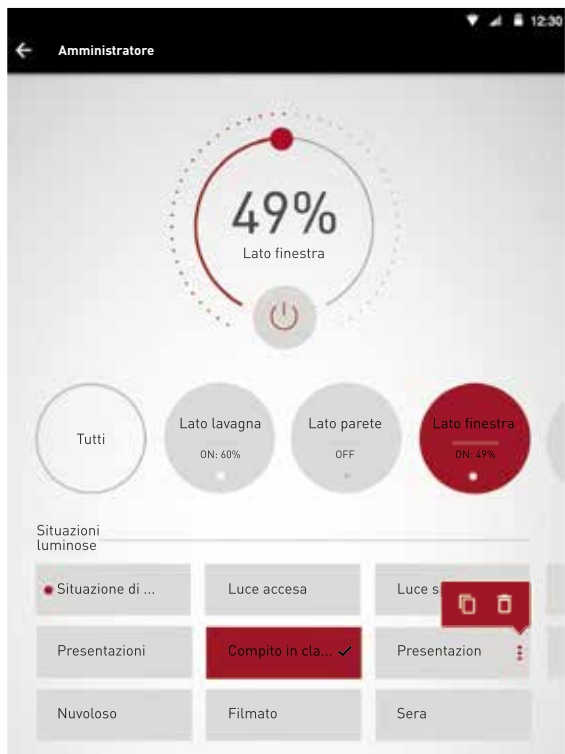 12:30
Amministratore
49%
Lato finestra
Tutti
Lato lavagna
ON: 60%
Lato parete
OFF
Lato finestra
ON: 49%
Situazioni
luminose
Situazione di ...
Luce accesa
Luce s
Presentazioni
Compito in cla...
Presentazion
Nuvoloso
Filmato
Sera